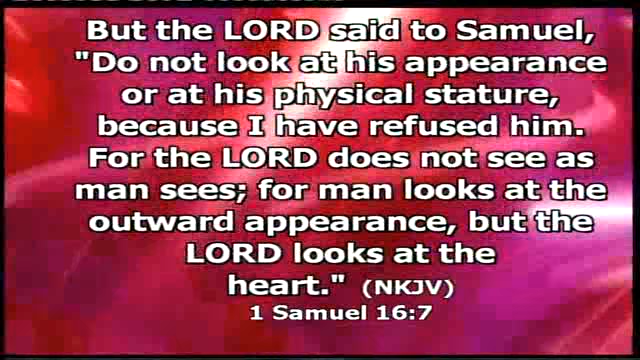 But the LORD said to Samuel,
"Do not look at his appearance
or at his physical stature,
because I have refused him.
For the LORD does not see as
man sees; for man looks at the
outward appearance, but the
LORD looks at the
heart." (NKJV)
1 Samuel 16:7